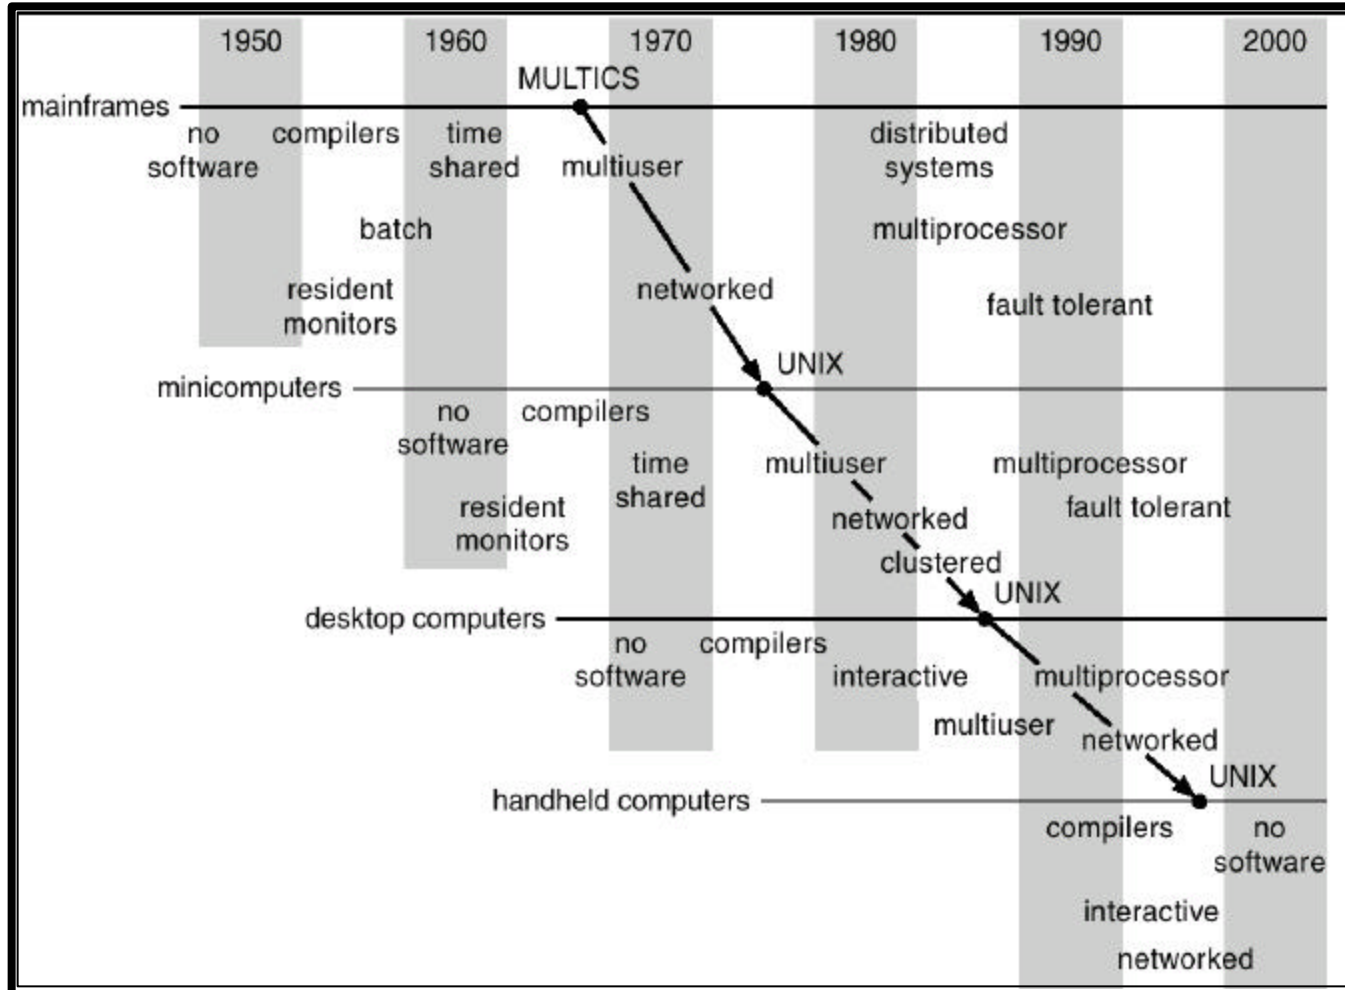 1950 1960 1970 1980 1990 2000
MULTICS
mainframes
no compilers time distributed
software shared multiuser systems
batch multiprocessor
resident networked
monitors fault tolerant
UNIX
minicomputers
no compilers
software
time multiuser multiprocessor
shared
resident networked fault tolerant
monitors
clustered
UNIX
desktop computers
no compilers
software interactive multiprocessor
multiuser
networked
UNIX
handheld computers
compilers no
software
interactive
networked